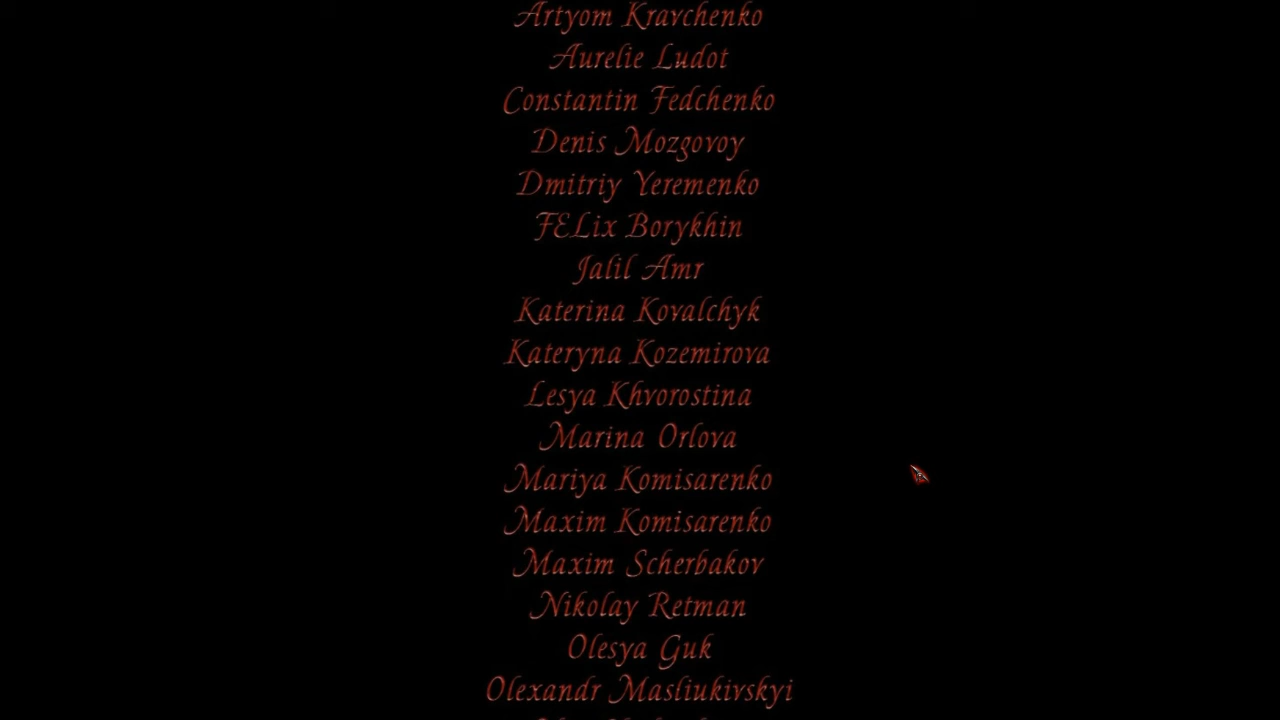 Artyom Kravchenko
Aurelie Ludot
Constantin Fedchenko
Denis Mozgovoy
Dmitriy Yeremenko
FELix Borykhin
Jalil Amr
Katerina Kovalchyk
Kateryna Kozemirova
Lesya Khvorostina
Marina Orlova
Mariya Komisarenko
Maxim Komisarenko
Maxim Scherbakov
Nikolay Retman
Olesya Guk
Olexandr Masliukivskyi